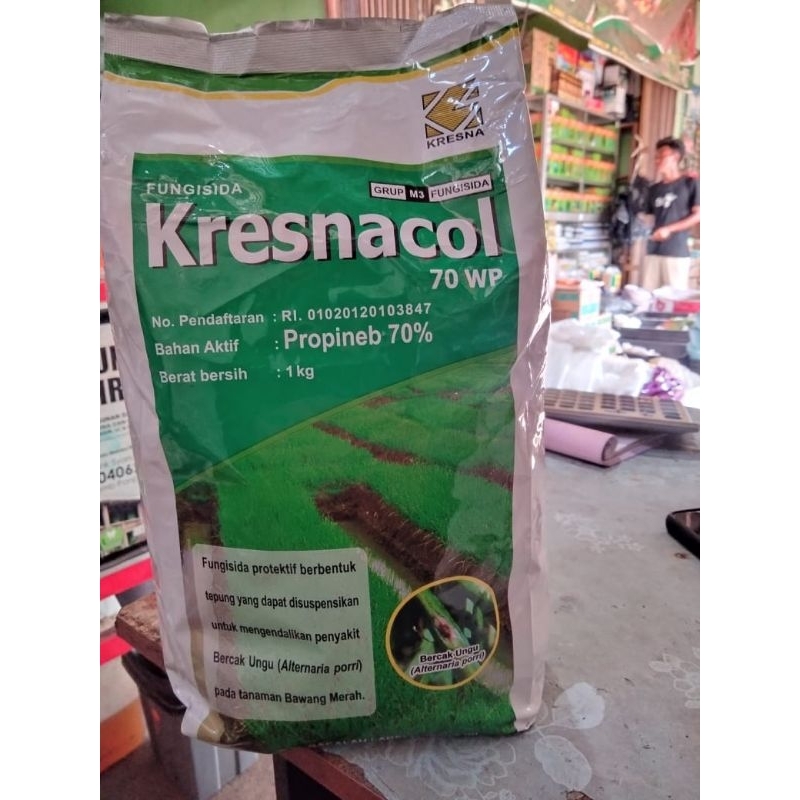 KRESNA
FUNGISIDA
GRUP M3 FUNGISIDA
Kresnacol
70 WP
No. Pendaftaran : RI. 01020120103847
Bahan Aktif : Propineb 70%
Berat bersih : 1 kg
Fungisida protektif berbentuk
tepung yang dapat disuspensikan
untuk mengendalikan penyakit
Bercak Ungu (Alternaria porri)
pada tanaman Bawang Merah.
Bercak Ungu
(Alternaria porri)